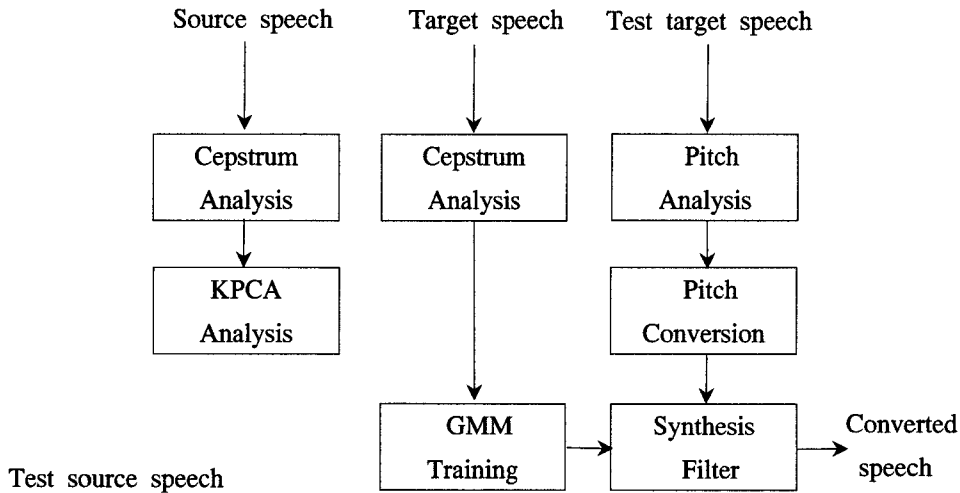 Source speech
Target speech
Test target speech
Cepstrum
Analysis
Cepstrum
Analysis
Pitch
Analysis
KPCA
Analysis
Pitch
Conversion
GMM
Training
Synthesis
Filter
Converted
speech
Test source speech